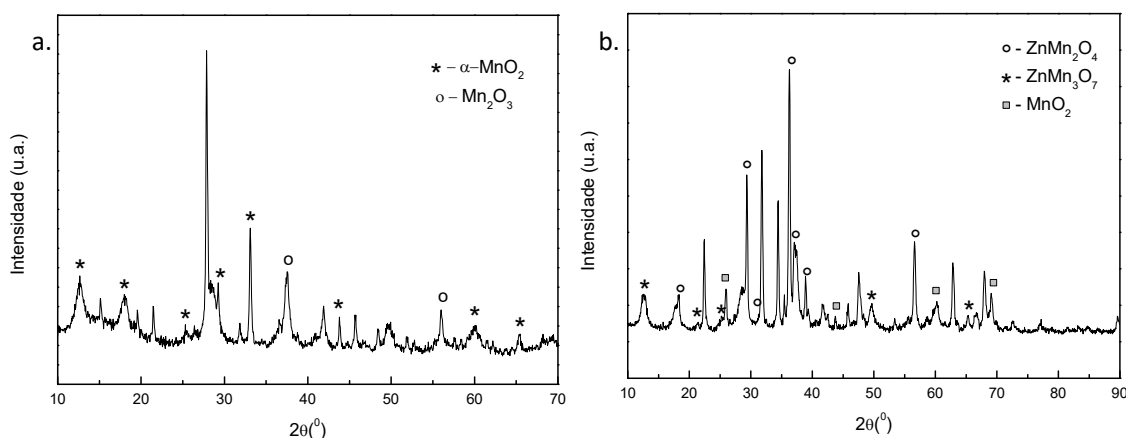 a.
* – α–MnO₂
o – Mn₂O₃
Intensidade (u.a.)
10 20 30 40 50 60 70
2θ(⁰)
b.
o - ZnMn₂O₄
* - ZnMn₃O₇
■ - MnO₂
Intensidade (u.a.)
10 20 30 40 50 60 70 80 90
2θ(⁰)